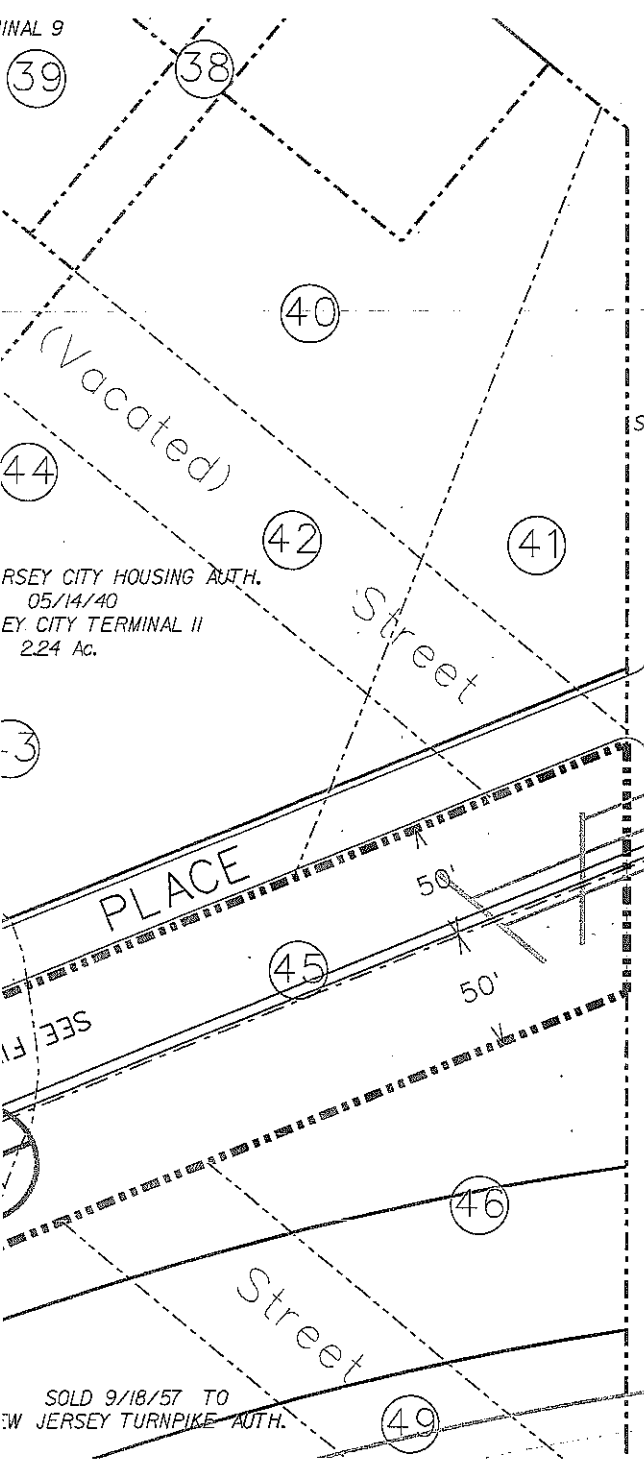 INAL 9
39
38
40
(Vacated)
44
42
41
S
RSEY CITY HOUSING AUTH.
05/14/40
EY CITY TERMINAL II
2.24 Ac.
Street
-3
PLACE
50'
45
50'
SEE
46
Street
SOLD 9/18/57 TO
EW JERSEY TURNPIKE AUTH.
49